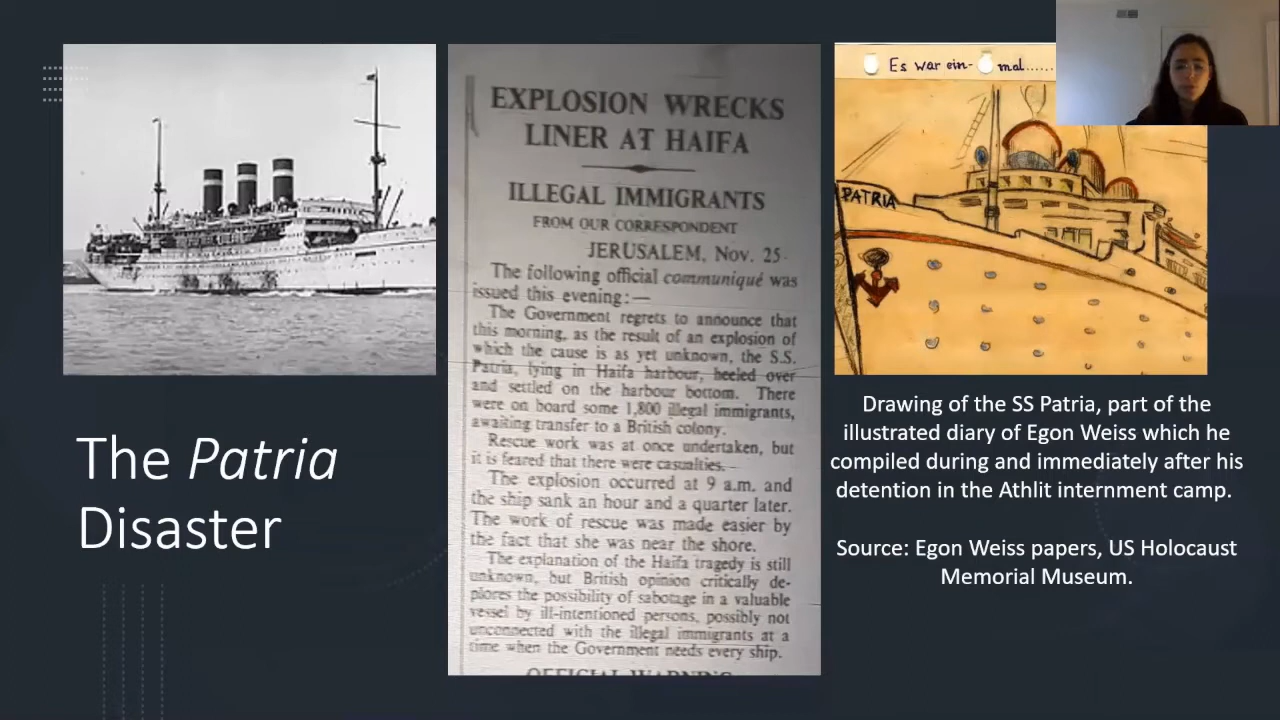 The Patria
Disaster
EXPLOSION WRECKS
LINER AT HAIFA
ILLEGAL IMMIGRANTS
FROM OUR CORRESPONDENT
JERUSALEM, Nov. 25
The following official communiqué was
issued this evening:—
The Government regrets to announce that
this morning, as the result of an explosion of
which the cause is as yet unknown, the S.S.
Patria, lying in Haifa harbour, heeled over
and settled on the harbour bottom. There
were on board some 1,800 illegal immigrants,
awaiting transfer to a British colony.
Rescue work was at once undertaken, but
it is feared that there were casualties.
The explosion occurred at 9 a.m. and
the ship sank an hour and a quarter later.
The work of rescue was made easier by
the fact that she was near the shore.
The explanation of the Haifa tragedy is still
unknown, but British opinion critically de-
plores the possibility of sabotage in a valuable
vessel by ill-intentioned persons, possibly not
unconnected with the illegal immigrants at a
time when the Government needs every ship.
OFFICIAL WARNING
Es war ein- mal......
PATRIA
Drawing of the SS Patria, part of the
illustrated diary of Egon Weiss which he
compiled during and immediately after his
detention in the Athlit internment camp.
Source: Egon Weiss papers, US Holocaust
Memorial Museum.